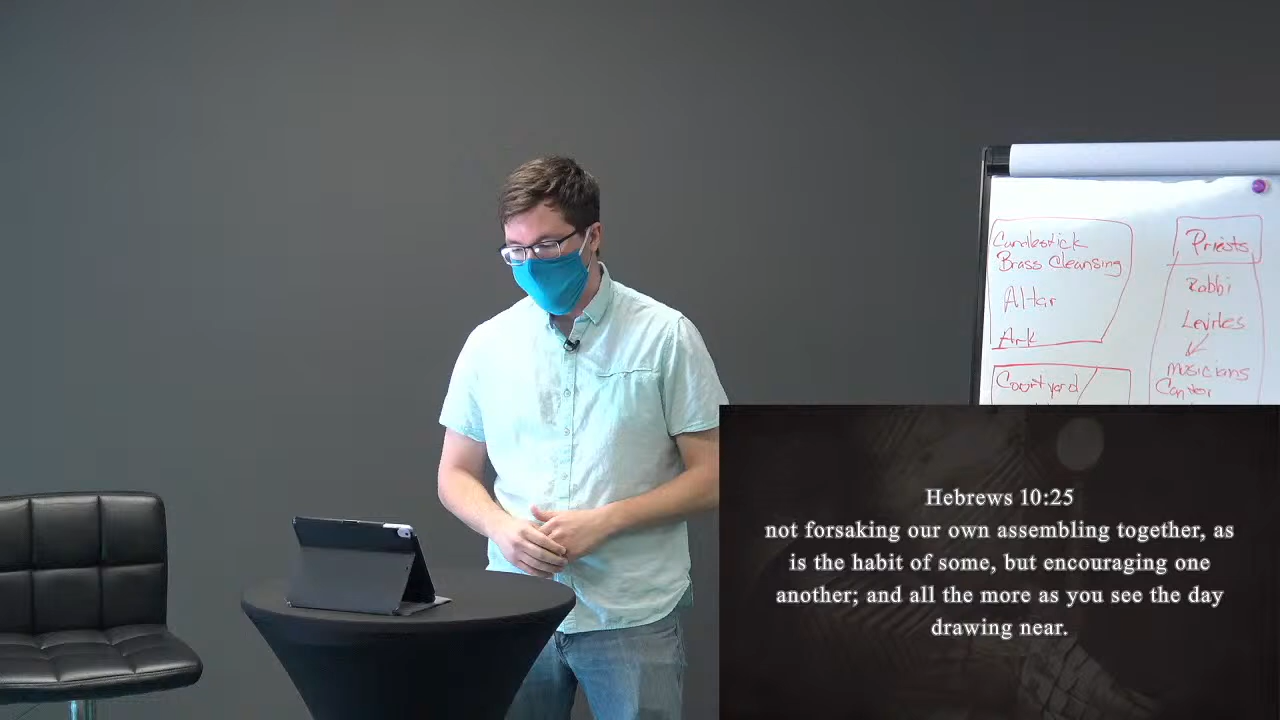 Candlestick
Brass Cleansing
Altar
Ark
Courtyard
Priests
Rabbi
Levites
Musicians
Cantor
Hebrews 10:25
not forsaking our own assembling together, as
is the habit of some, but encouraging one
another; and all the more as you see the day
drawing near.